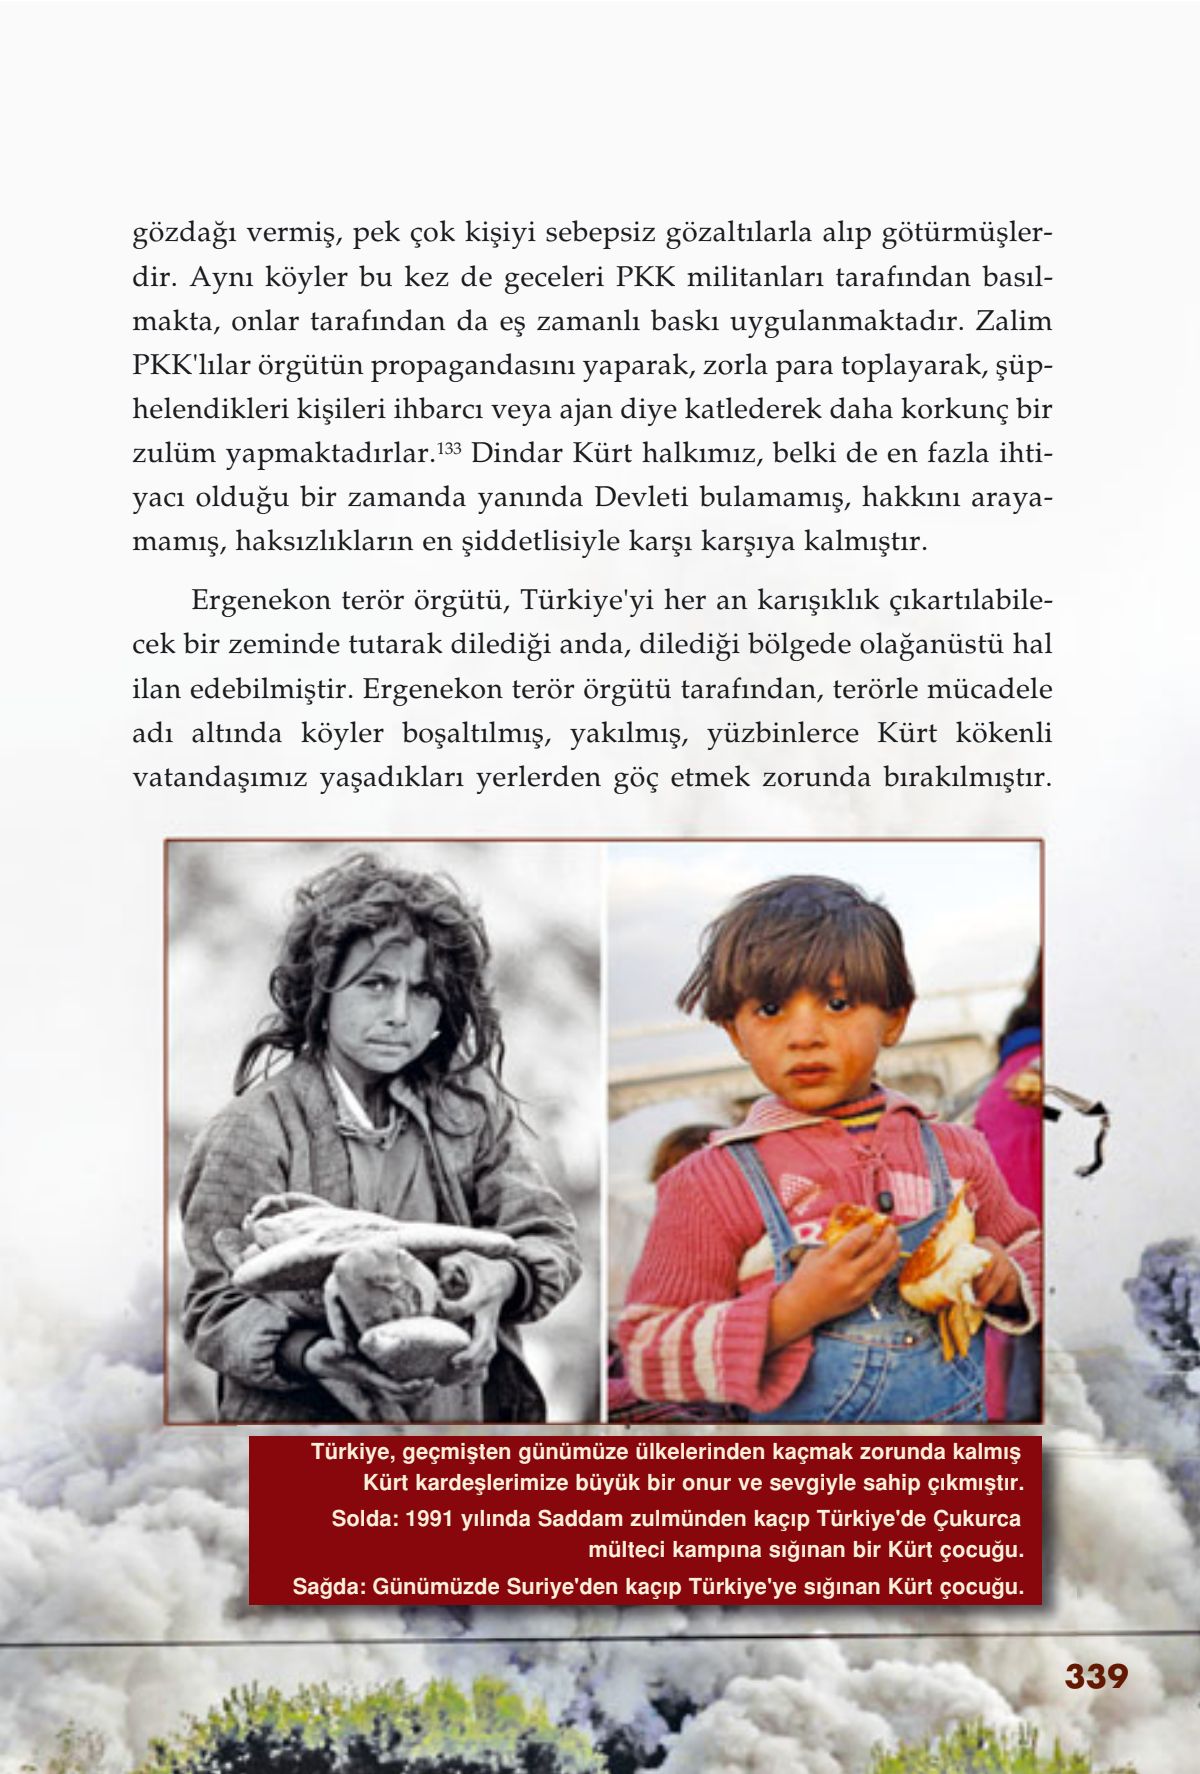 gözdağı vermiş, pek çok kişiyi sebepsiz gözaltılarla alıp götürmüşler-
dir. Aynı köyler bu kez de geceleri PKK militanları tarafından basıl-
makta, onlar tarafından da eş zamanlı baskı uygulanmaktadır. Zalim
PKK'lılar örgütün propagandasını yaparak, zorla para toplayarak, şüp-
helendikleri kişileri ihbarcı veya ajan diye katlederek daha korkunç bir
zulüm yapmaktadırlar.133 Dindar Kürt halkımız, belki de en fazla ihti-
yacı olduğu bir zamanda yanında Devleti bulamamış, hakkını araya-
mamış, haksızlıkların en şiddetlisiyle karşı karşıya kalmıştır.
Ergenekon terör örgütü, Türkiye'yi her an karışıklık çıkartılabile-
cek bir zeminde tutarak dilediği anda, dilediği bölgede olağanüstü hal
ilan edebilmiştir. Ergenekon terör örgütü tarafından, terörle mücadele
adı altında köyler boşaltılmış, yakılmış, yüzbinlerce Kürt kökenli
vatandaşımız yaşadıkları yerlerden göç etmek zorunda bırakılmıştır.
Türkiye, geçmişten günümüze ülkelerinden kaçmak zorunda kalmış
Kürt kardeşlerimize büyük bir onur ve sevgiyle sahip çıkmıştır.
Solda: 1991 yılında Saddam zulmünden kaçıp Türkiye'de Çukurca
mülteci kampına sığınan bir Kürt çocuğu.
Sağda: Günümüzde Suriye'den kaçıp Türkiye'ye sığınan Kürt çocuğu.
339